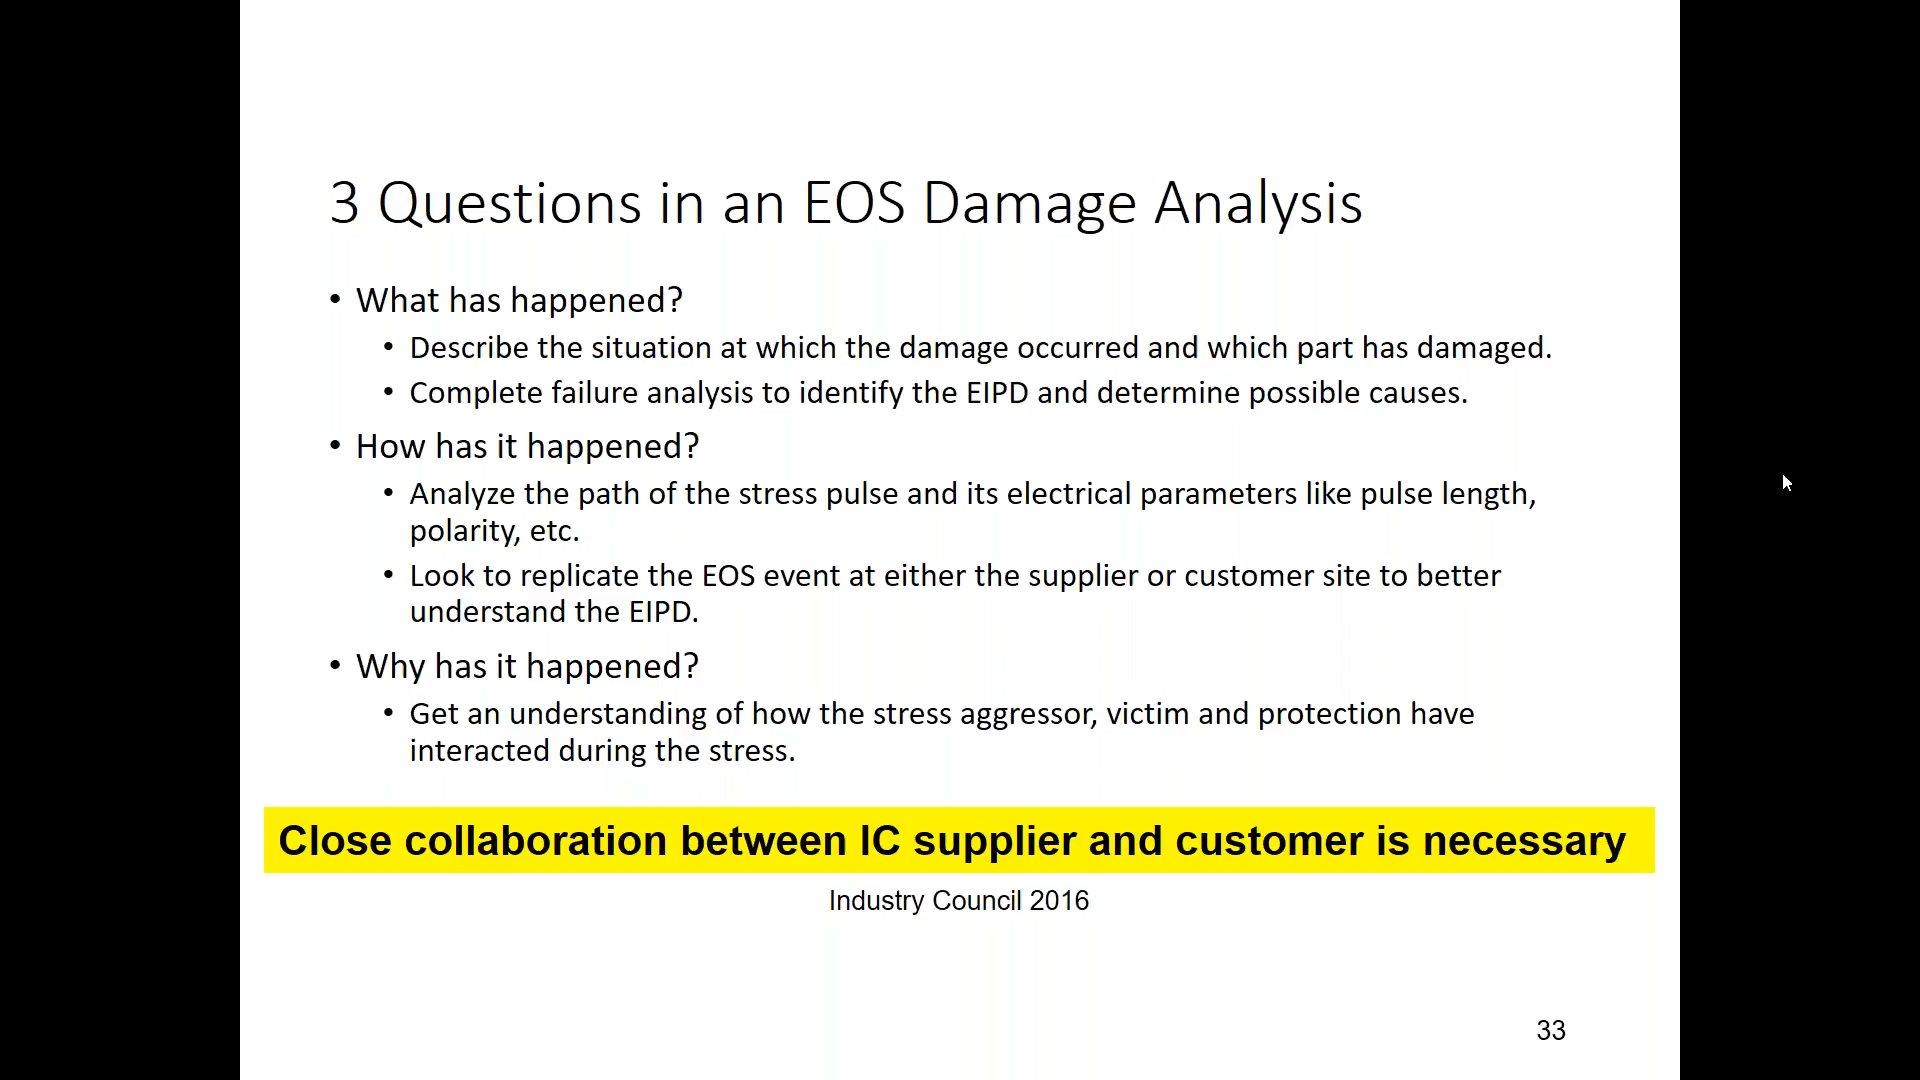 3 Questions in an EOS Damage Analysis
• What has happened?
• Describe the situation at which the damage occurred and which part has damaged.
• Complete failure analysis to identify the EIPD and determine possible causes.
• How has it happened?
• Analyze the path of the stress pulse and its electrical parameters like pulse length,
polarity, etc.
• Look to replicate the EOS event at either the supplier or customer site to better
understand the EIPD.
• Why has it happened?
• Get an understanding of how the stress aggressor, victim and protection have
interacted during the stress.
Close collaboration between IC supplier and customer is necessary
Industry Council 2016
33